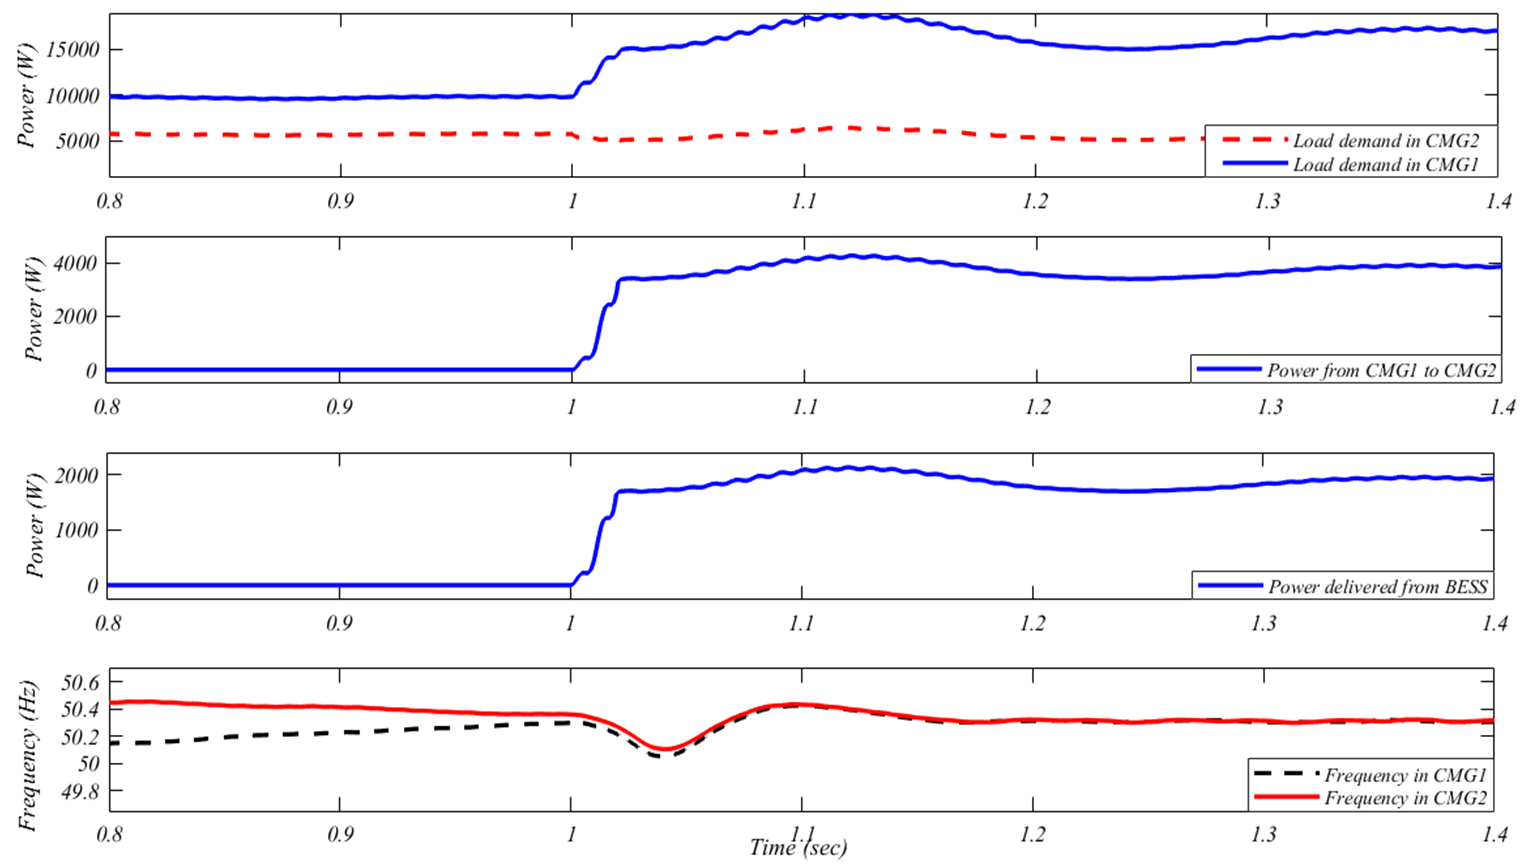 Power (W)
15000
10000
5000
Load demand in CMG2
Load demand in CMG1
0.8 0.9 1 1.1 1.2 1.3 1.4
Power (W)
4000
2000
0
Power from CMG1 to CMG2
0.8 0.9 1 1.1 1.2 1.3 1.4
Power (W)
2000
1000
0
Power delivered from BESS
0.8 0.9 1 1.1 1.2 1.3 1.4
Frequency (Hz)
50.6
50.4
50.2
50
49.8
Frequency in CMG1
Frequency in CMG2
0.8 0.9 1 1.1 1.2 1.3 1.4
Time (sec)